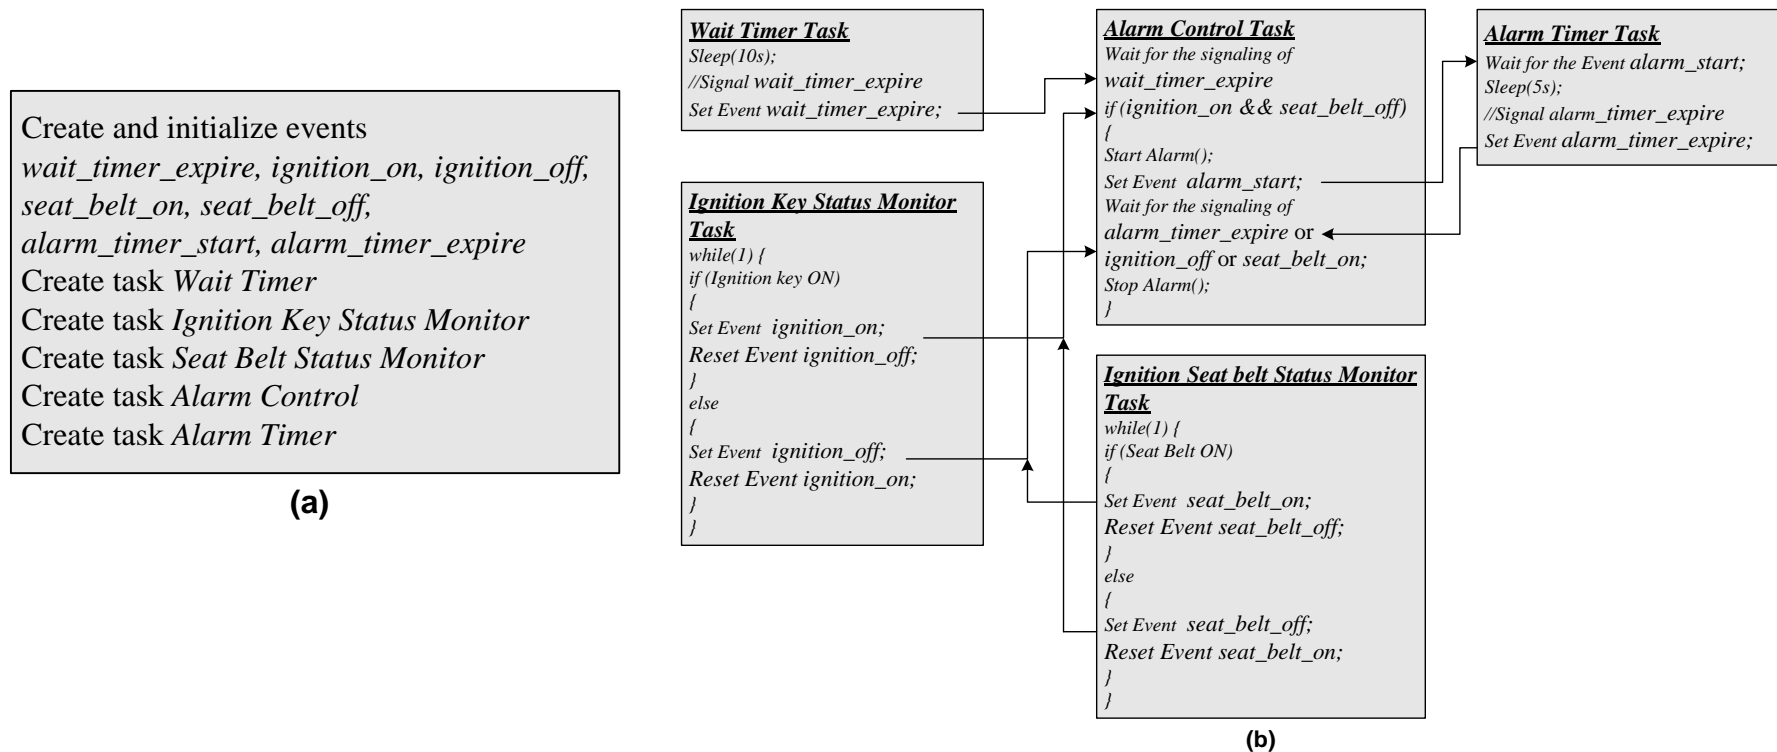 Create and initialize events
wait_timer_expire, ignition_on, ignition_off,
seat_belt_on, seat_belt_off,
alarm_timer_start, alarm_timer_expire
Create task Wait Timer
Create task Ignition Key Status Monitor
Create task Seat Belt Status Monitor
Create task Alarm Control
Create task Alarm Timer
(a)
Wait Timer Task
Sleep(10s);
//Signal wait_timer_expire
Set Event wait_timer_expire;
Ignition Key Status Monitor
Task
while(1) {
if (Ignition key ON)
{
Set Event ignition_on;
Reset Event ignition_off;
}
else
{
Set Event ignition_off;
Reset Event ignition_on;
}
}
Alarm Control Task
Wait for the signaling of
wait_timer_expire
if (ignition_on && seat_belt_off)
{
Start Alarm();
Set Event alarm_start;
Wait for the signaling of
alarm_timer_expire or
ignition_off or seat_belt_on;
Stop Alarm();
}
Ignition Seat belt Status Monitor
Task
while(1) {
if (Seat Belt ON)
{
Set Event seat_belt_on;
Reset Event seat_belt_off;
}
else
{
Set Event seat_belt_off;
Reset Event seat_belt_on;
}
}
Alarm Timer Task
Wait for the Event alarm_start;
Sleep(5s);
//Signal alarm_timer_expire
Set Event alarm_timer_expire;
(b)